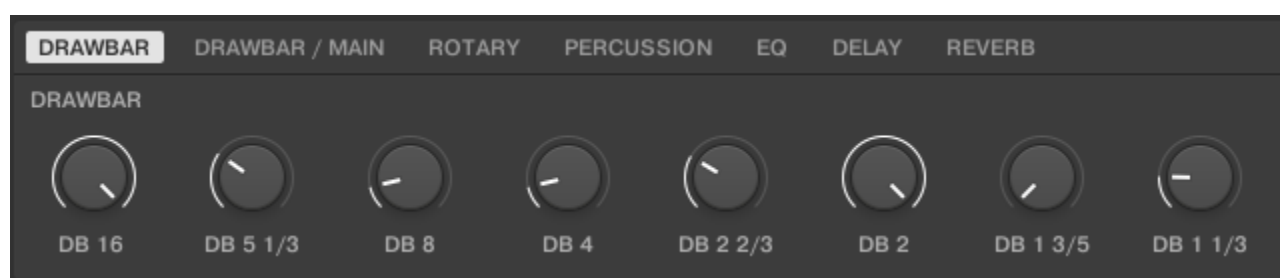 DRAWBAR DRAWBAR / MAIN ROTARY PERCUSSION EQ DELAY REVERB
DRAWBAR
DB 16 DB 5 1/3 DB 8 DB 4 DB 2 2/3 DB 2 DB 1 3/5 DB 1 1/3